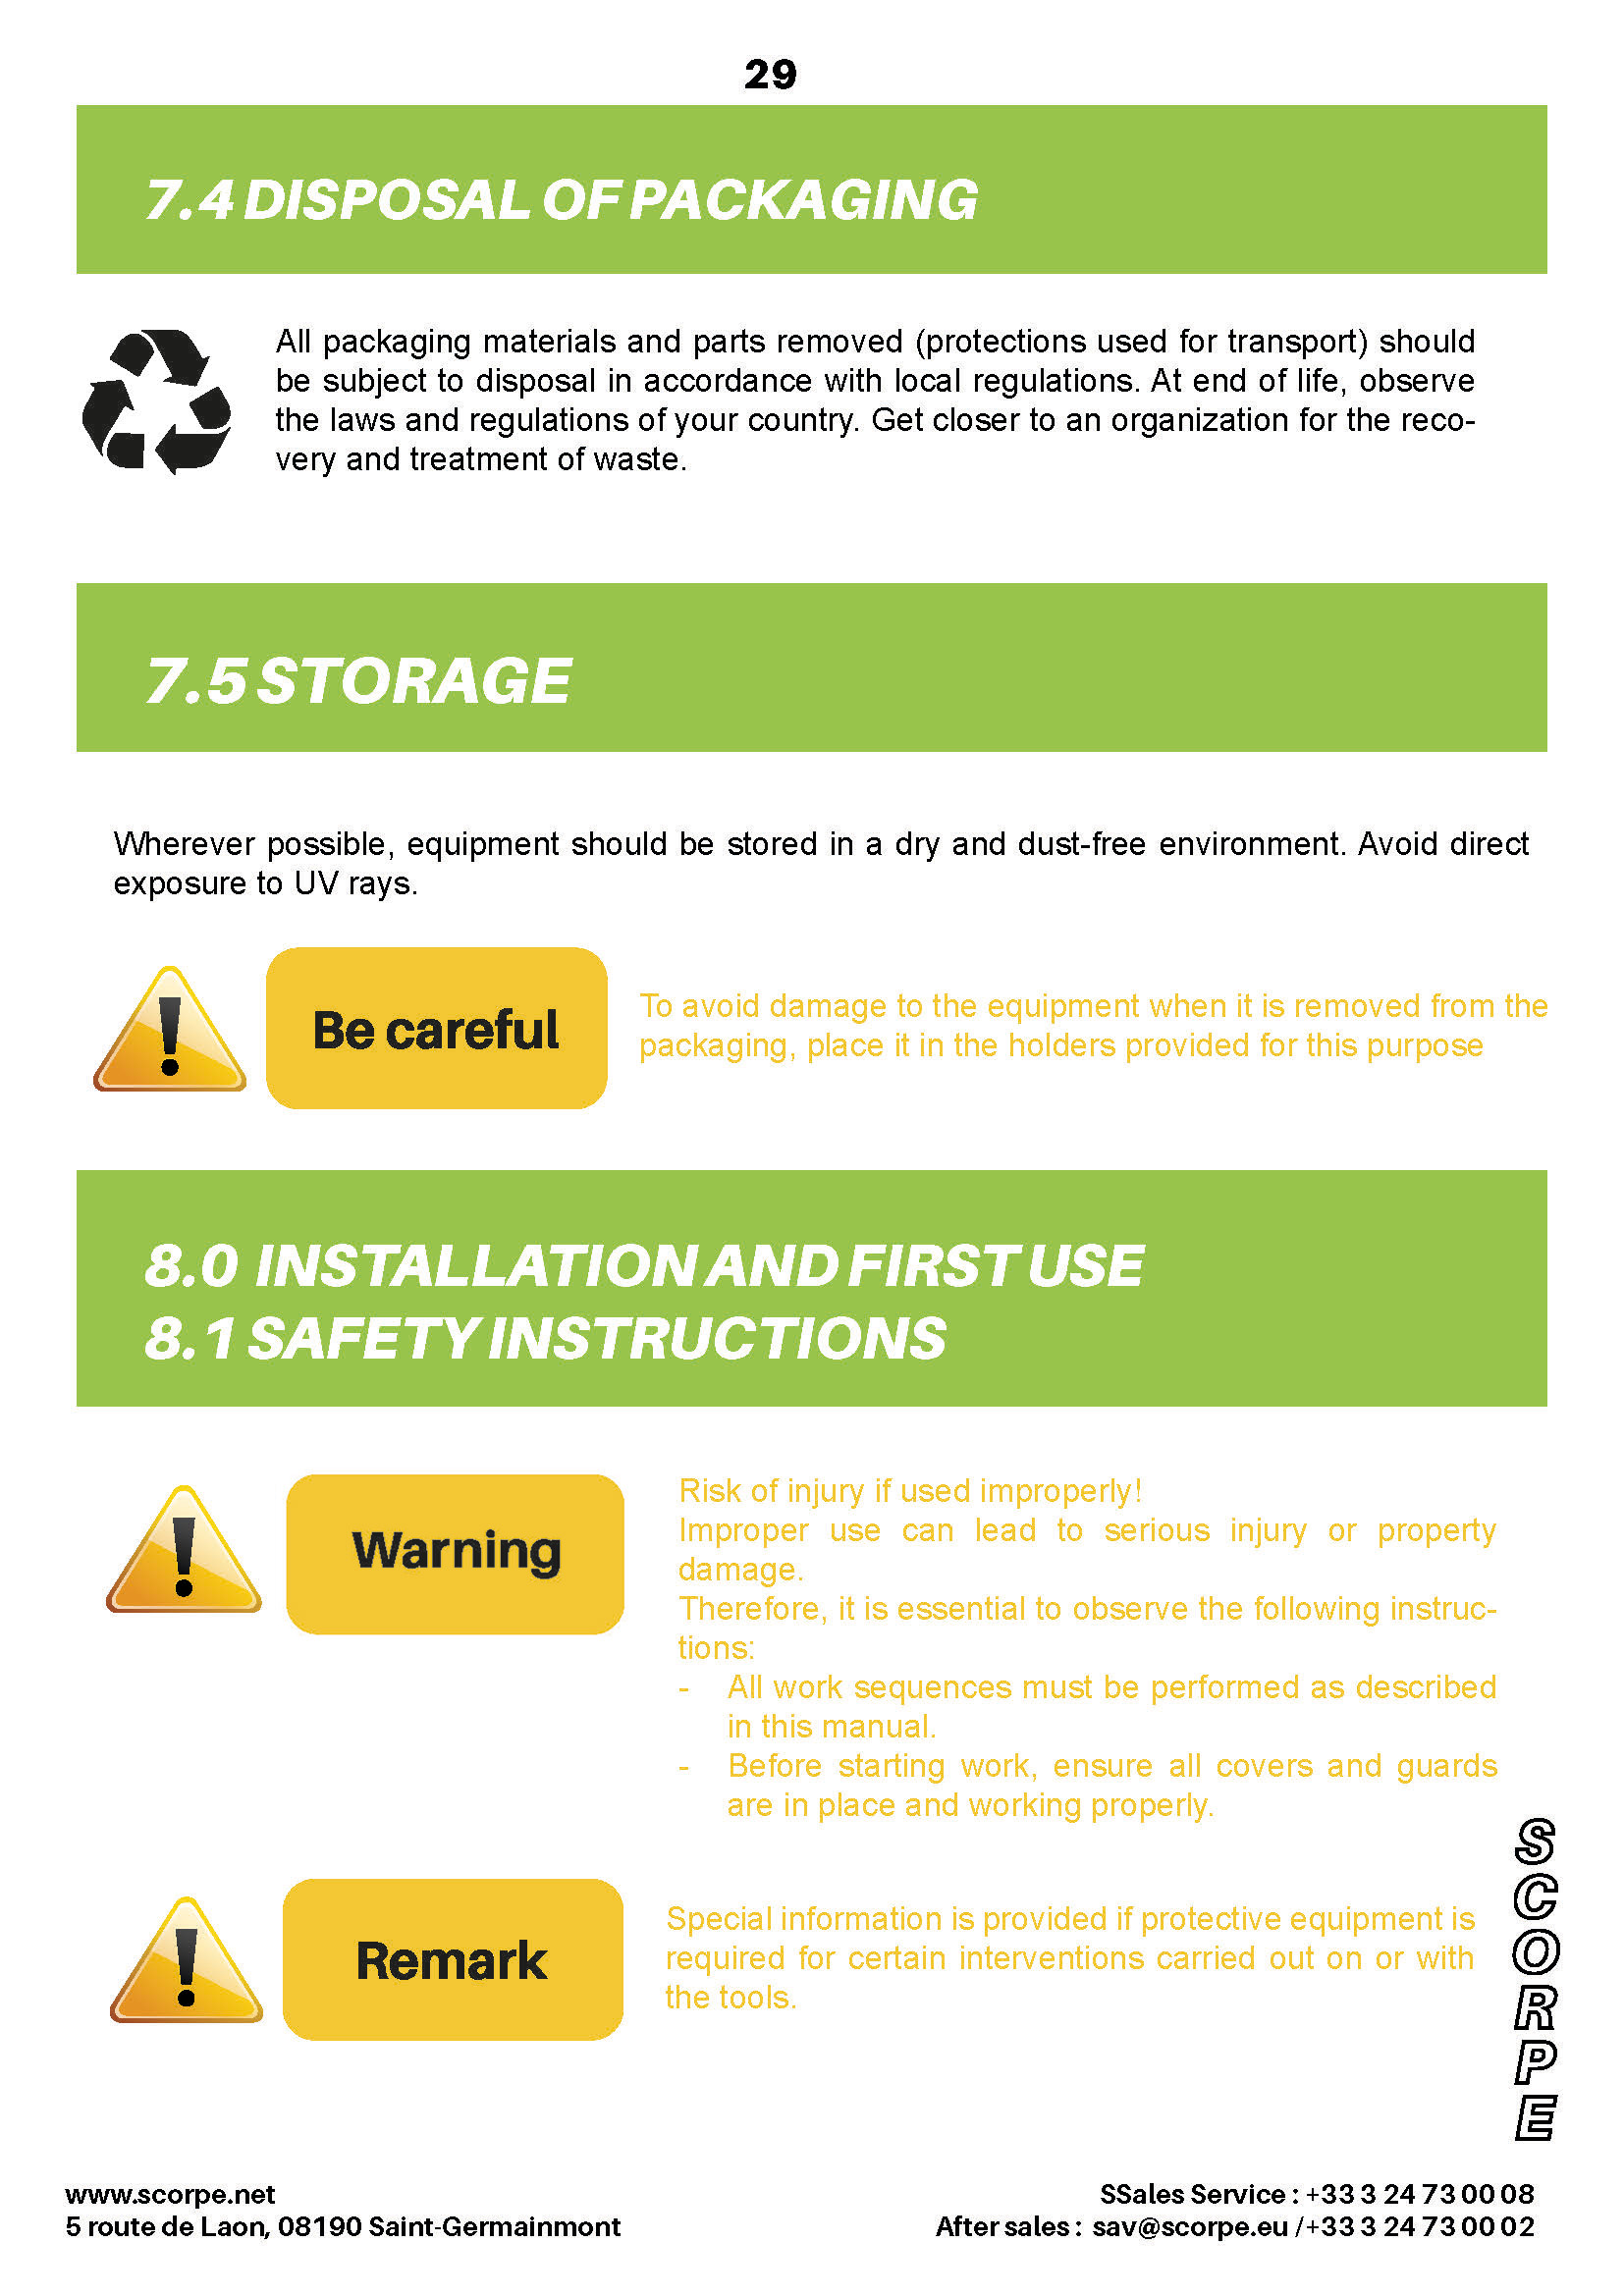 29
7.4 DISPOSAL OF PACKAGING
All packaging materials and parts removed (protections used for transport) should
be subject to disposal in accordance with local regulations. At end of life, observe
the laws and regulations of your country. Get closer to an organization for the reco-
very and treatment of waste.
7.5 STORAGE
Wherever possible, equipment should be stored in a dry and dust-free environment. Avoid direct
exposure to UV rays.
Be careful
To avoid damage to the equipment when it is removed from the
packaging, place it in the holders provided for this purpose
8.0 INSTALLATION AND FIRST USE
8.1 SAFETY INSTRUCTIONS
Warning
Risk of injury if used improperly!
Improper use can lead to serious injury or property
damage.
Therefore, it is essential to observe the following instruc-
tions:
- All work sequences must be performed as described
in this manual.
- Before starting work, ensure all covers and guards
are in place and working properly.
Remark
Special information is provided if protective equipment is
required for certain interventions carried out on or with
the tools.
SCORPE
www.scorpe.net
5 route de Laon, 08190 Saint-Germainmont
SSales Service : +33 3 24 73 00 08
After sales : sav@scorpe.eu /+33 3 24 73 00 02